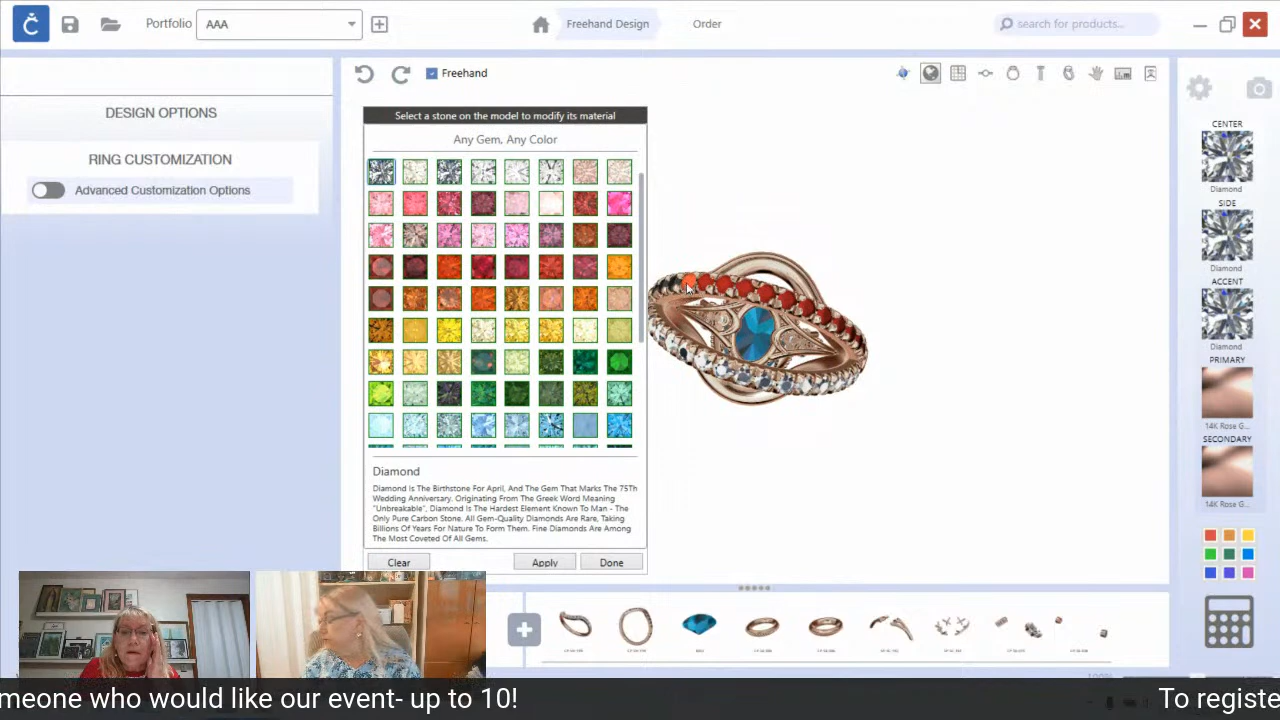 Č
Portfolio
AAA
Freehand Design
Order
search for products...
Freehand
DESIGN OPTIONS
RING CUSTOMIZATION
Advanced Customization Options
Select a stone on the model to modify its material
Any Gem, Any Color
Diamond
Diamond Is The Birthstone For April, And The Gem That Marks The 75Th
Wedding Anniversary. Originating From The Greek Word Meaning
"Unbreakable", Diamond Is The Hardest Element Known To Man - The
Only Pure Carbon Stone. All Gem-Quality Diamonds Are Rare, Taking
Billions Of Years For Nature To Form Them. Fine Diamonds Are Among
The Most Coveted Of All Gems.
Clear
Apply
Done
CENTER
Diamond
SIDE
Diamond
ACCENT
Diamond
PRIMARY
14K Rose G...
SECONDARY
14K Rose G...
meone who would like our event- up to 10!
To registe